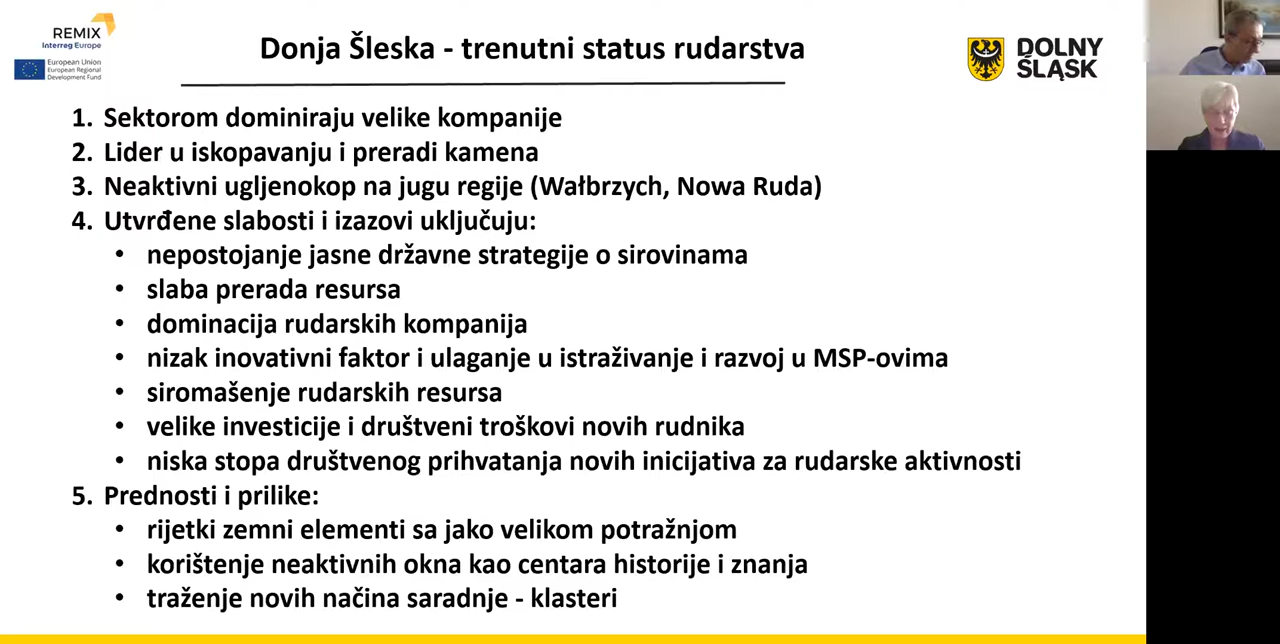 REMIX
Interreg Europe
European Union
European Regional
Development Fund
Donja Šleska - trenutni status rudarstva
DOLNY
ŚLĄSK
1. Sektorom dominiraju velike kompanije
2. Lider u iskopavanju i preradi kamena
3. Neaktivni ugljenokop na jugu regije (Wałbrzych, Nowa Ruda)
4. Utvrđene slabosti i izazovi uključuju:
• nepostojanje jasne državne strategije o sirovinama
• slaba prerada resursa
• dominacija rudarskih kompanija
• nizak inovativni faktor i ulaganje u istraživanje i razvoj u MSP-ovima
• siromašenje rudarskih resursa
• velike investicije i društveni troškovi novih rudnika
• niska stopa društvenog prihvatanja novih inicijativa za rudarske aktivnosti
5. Prednosti i prilike:
• rijetki zemni elementi sa jako velikom potražnjom
• korištenje neaktivnih okna kao centara historije i znanja
• traženje novih načina saradnje - klasteri